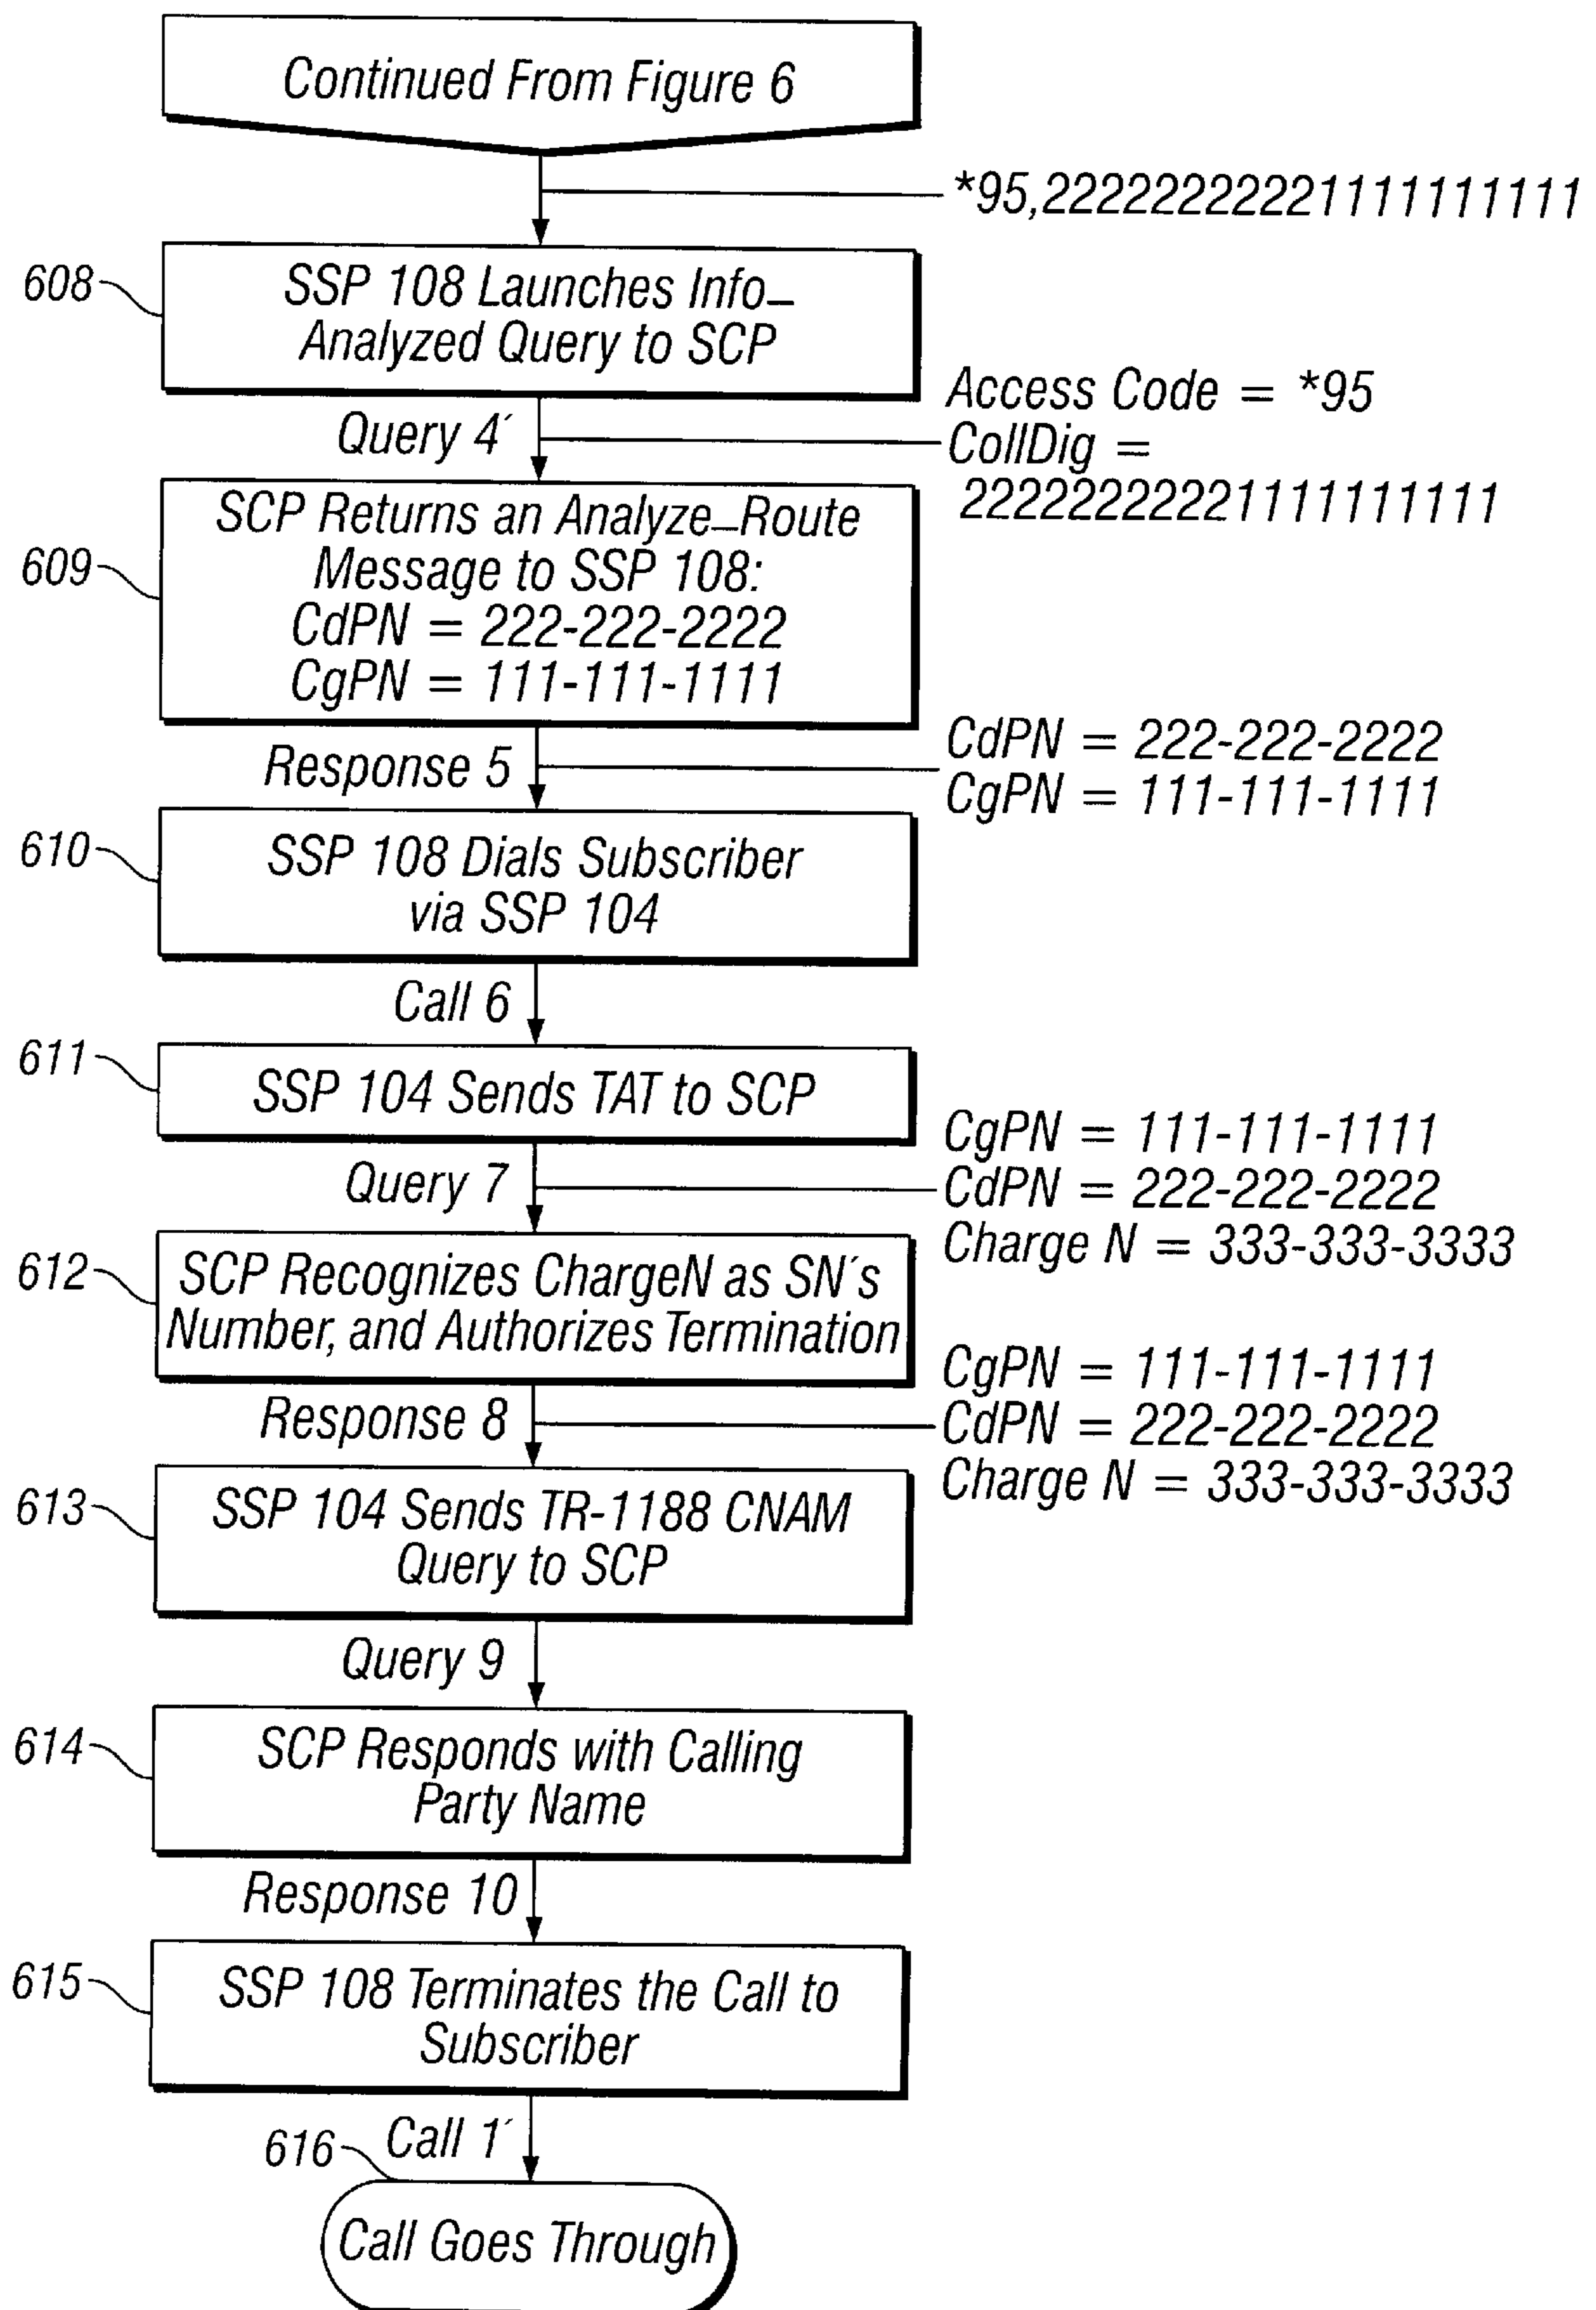 Continued From Figure 6
*95,22222222221111111111
608
SSP 108 Launches Info–
Analyzed Query to SCP
Query 4´
Access Code = *95
CollDig =
22222222221111111111
609
SCP Returns an Analyze–Route
Message to SSP 108:
CdPN = 222-222-2222
CgPN = 111-111-1111
Response 5
CdPN = 222-222-2222
CgPN = 111-111-1111
610
SSP 108 Dials Subscriber
via SSP 104
Call 6
611
SSP 104 Sends TAT to SCP
Query 7
CgPN = 111-111-1111
CdPN = 222-222-2222
Charge N = 333-333-3333
612
SCP Recognizes ChargeN as SN´s
Number, and Authorizes Termination
Response 8
CgPN = 111-111-1111
CdPN = 222-222-2222
Charge N = 333-333-3333
613
SSP 104 Sends TR-1188 CNAM
Query to SCP
Query 9
614
SCP Responds with Calling
Party Name
Response 10
615
SSP 108 Terminates the Call to
Subscriber
616
Call 1´
Call Goes Through